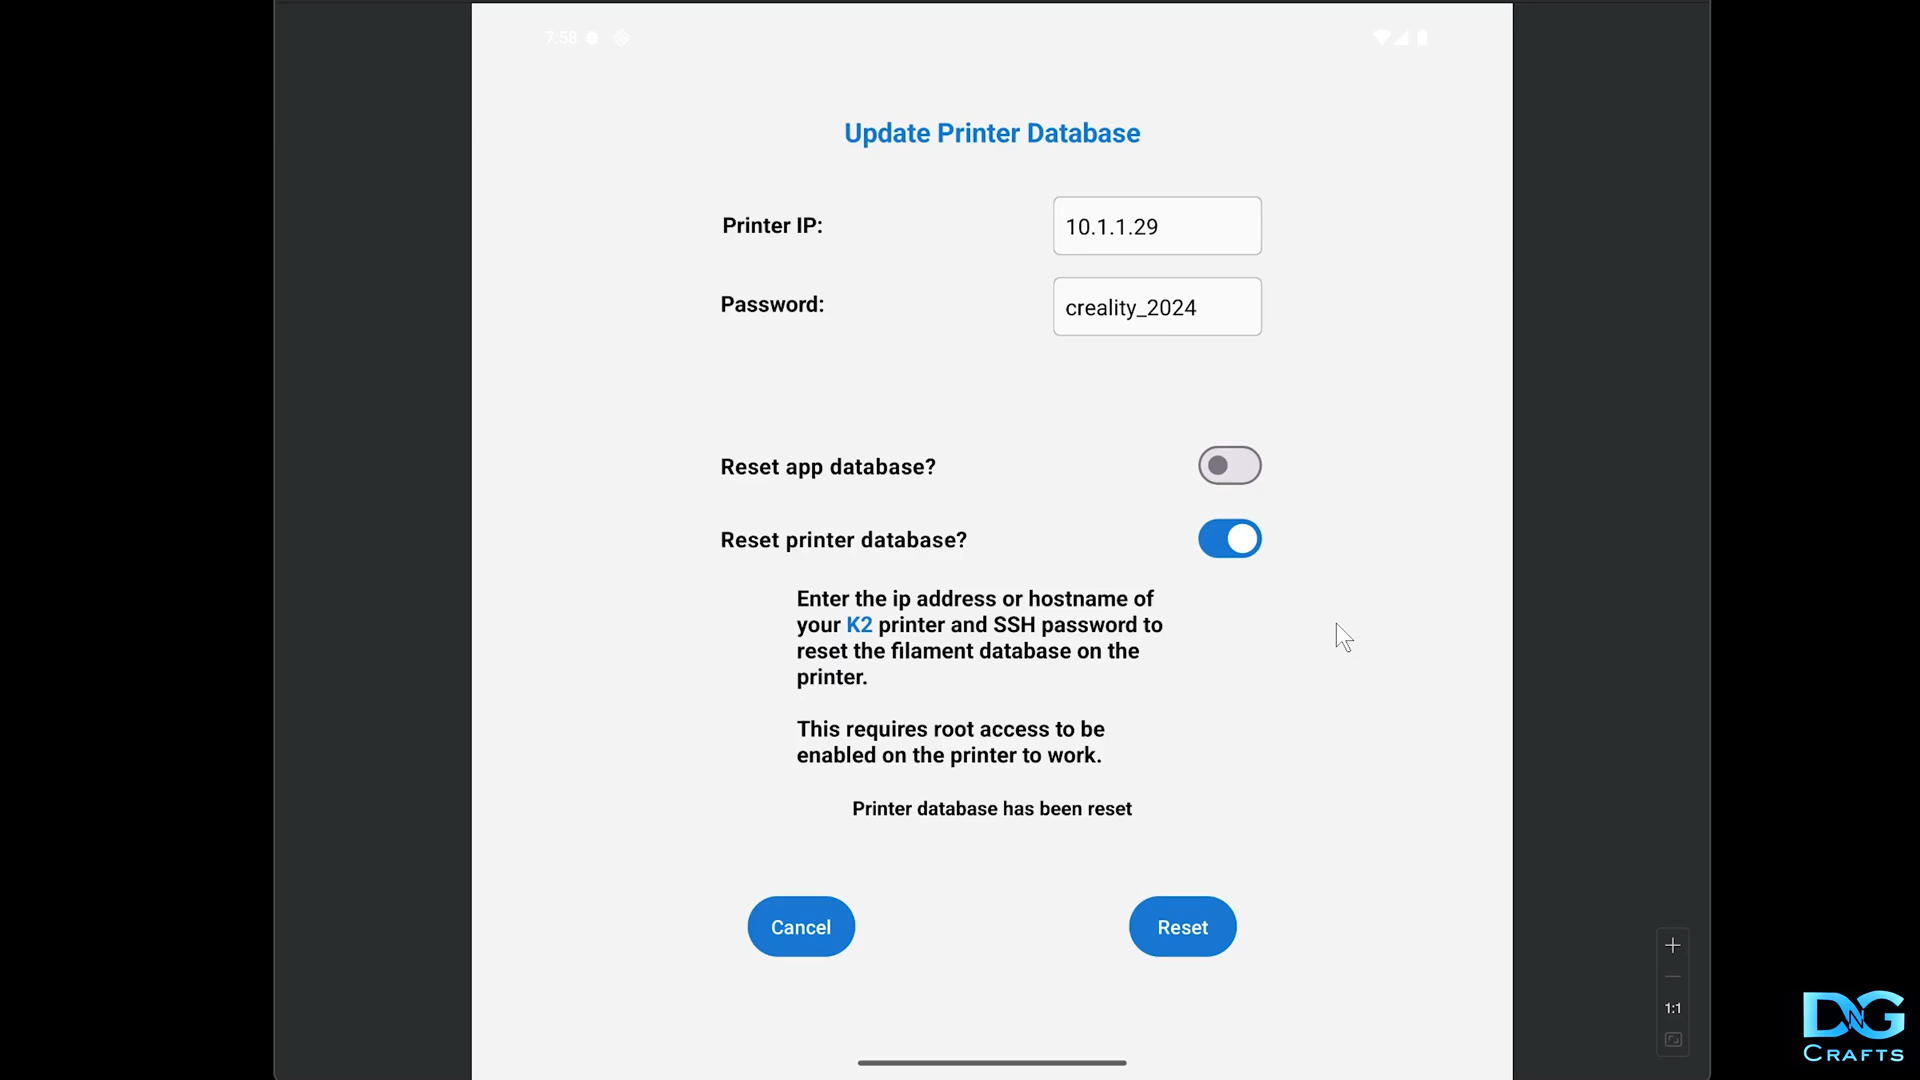 7:58
Update Printer Database
Printer IP:
10.1.1.29
Password:
creality_2024
Reset app database?
Reset printer database?
Enter the ip address or hostname of
your K2 printer and SSH password to
reset the filament database on the
printer.
This requires root access to be
enabled on the printer to work.
Printer database has been reset
Cancel
Reset
1:1
DNG
CRAFTS